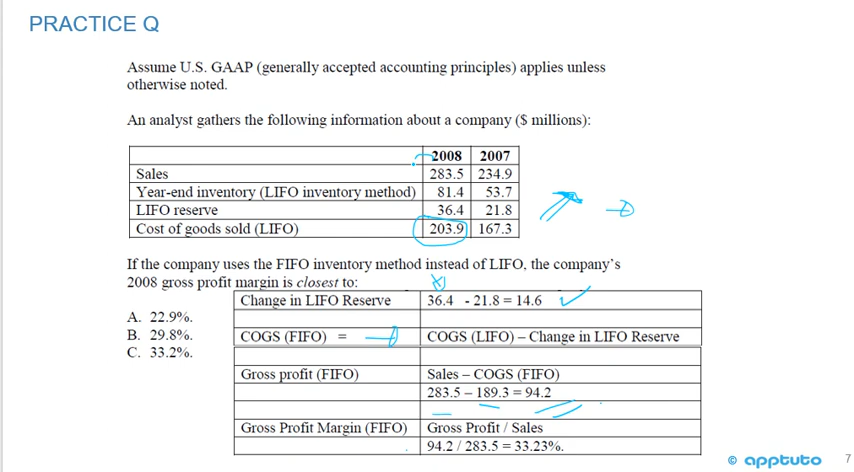 PRACTICE Q
Assume U.S. GAAP (generally accepted accounting principles) applies unless
otherwise noted.
An analyst gathers the following information about a company ($ millions):
2008 2007
Sales 283.5 234.9
Year-end inventory (LIFO inventory method) 81.4 53.7
LIFO reserve 36.4 21.8
Cost of goods sold (LIFO) 203.9 167.3
If the company uses the FIFO inventory method instead of LIFO, the company's
2008 gross profit margin is closest to:
A. 22.9%.
B. 29.8%.
C. 33.2%.
Change in LIFO Reserve 36.4 - 21.8 = 14.6
COGS (FIFO) = COGS (LIFO) – Change in LIFO Reserve
Gross profit (FIFO) Sales – COGS (FIFO)
283.5 – 189.3 = 94.2
Gross Profit Margin (FIFO) Gross Profit / Sales
94.2 / 283.5 = 33.23%.
© apptuto 7